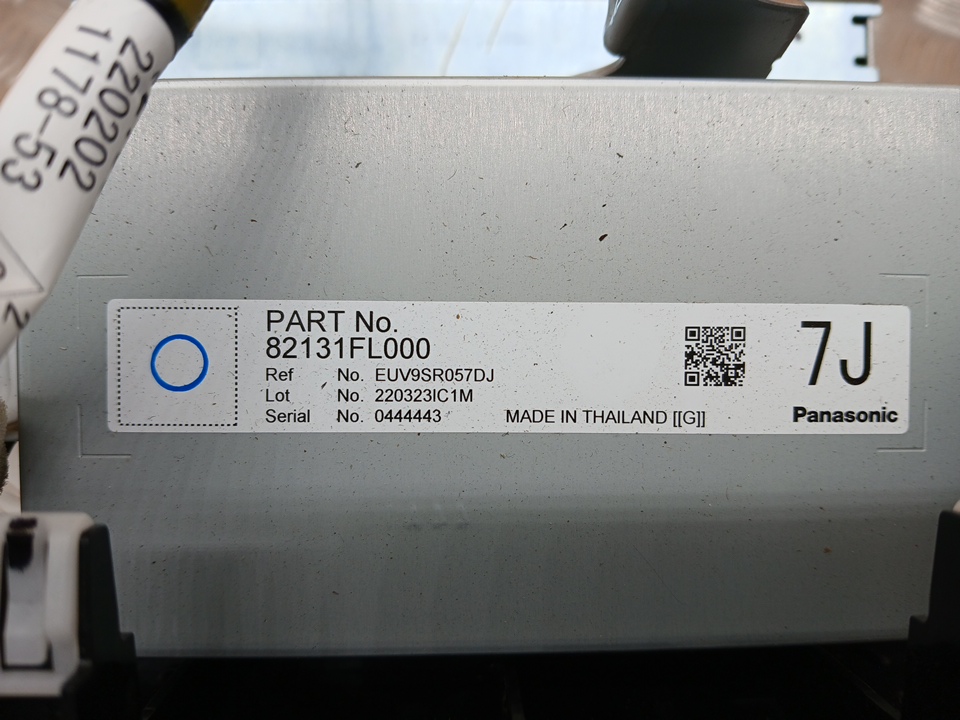 220202
1178-53
PART No.
82131FL000
Ref No. EUV9SR057DJ
Lot No. 220323IC1M
Serial No. 0444443
MADE IN THAILAND [[G]]
7J
Panasonic